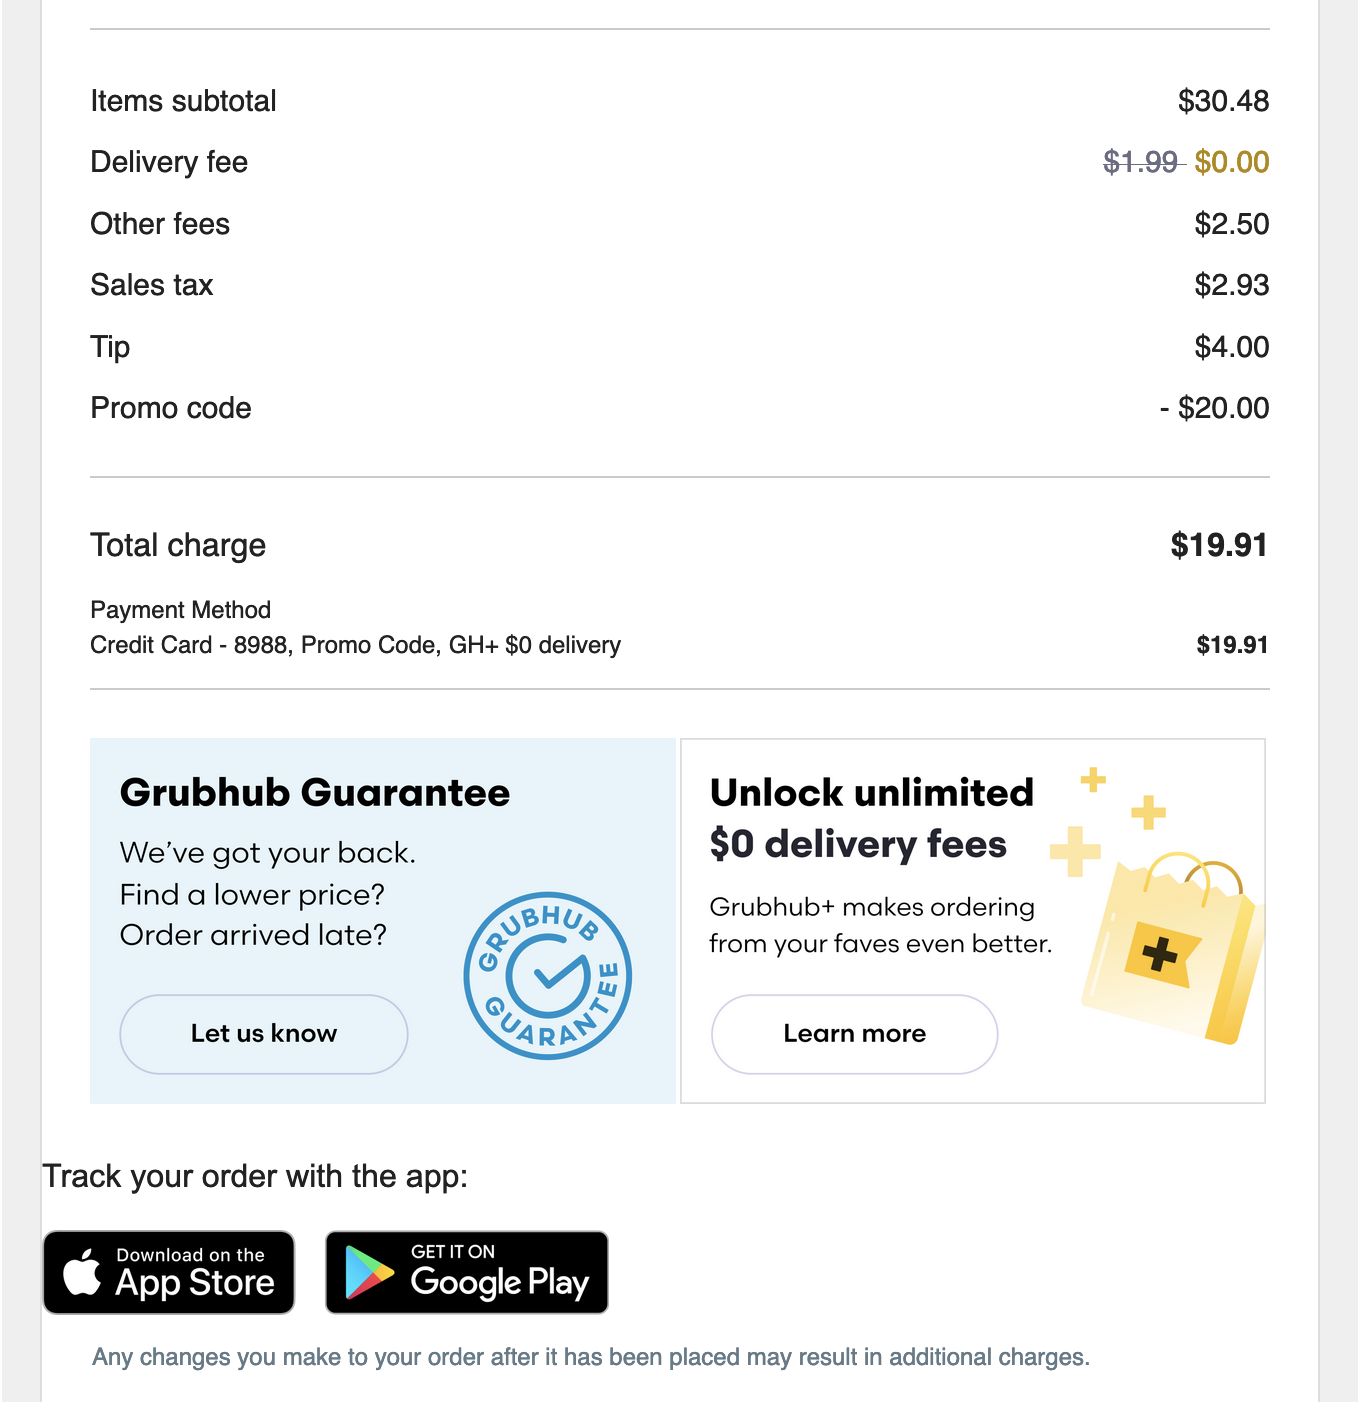 Items subtotal $30.48
Delivery fee $1.99 $0.00
Other fees $2.50
Sales tax $2.93
Tip $4.00
Promo code - $20.00
Total charge $19.91
Payment Method
Credit Card - 8988, Promo Code, GH+ $0 delivery $19.91
Grubhub Guarantee
We've got your back.
Find a lower price?
Order arrived late?
Let us know
GRUBHUB GUARANTEE
Unlock unlimited
$0 delivery fees
Grubhub+ makes ordering
from your faves even better.
Learn more
Track your order with the app:
Download on the
App Store
GET IT ON
Google Play
Any changes you make to your order after it has been placed may result in additional charges.